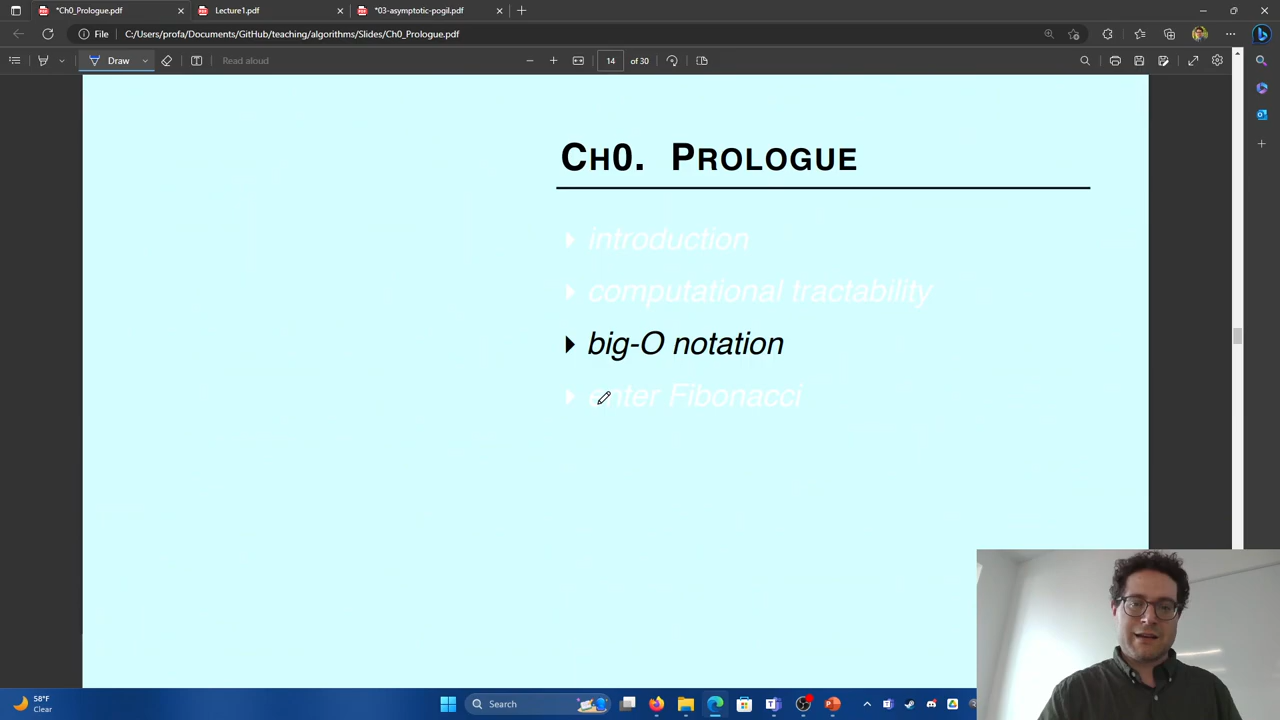 *Ch0_Prologue.pdf
Lecture1.pdf
*03-asymptotic-pogil.pdf
File
C:/Users/profa/Documents/GitHub/teaching/algorithms/Slides/Ch0_Prologue.pdf
Draw
Read aloud
14
of 30
CH0. PROLOGUE
introduction
computational tractability
big-O notation
enter Fibonacci
58°F
Clear
Search